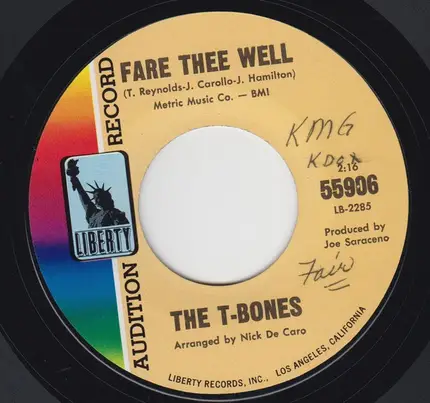 FARE THEE WELL
(T. Reynolds-J. Carollo-J. Hamilton)
Metric Music Co. — BMI
AUDITION RECORD
LIBERTY
KMG
2:16
55906
LB-2285
Produced by
Joe Saraceno
Fair
THE T-BONES
Arranged by Nick De Caro
LIBERTY RECORDS, INC., LOS ANGELES, CALIFORNIA